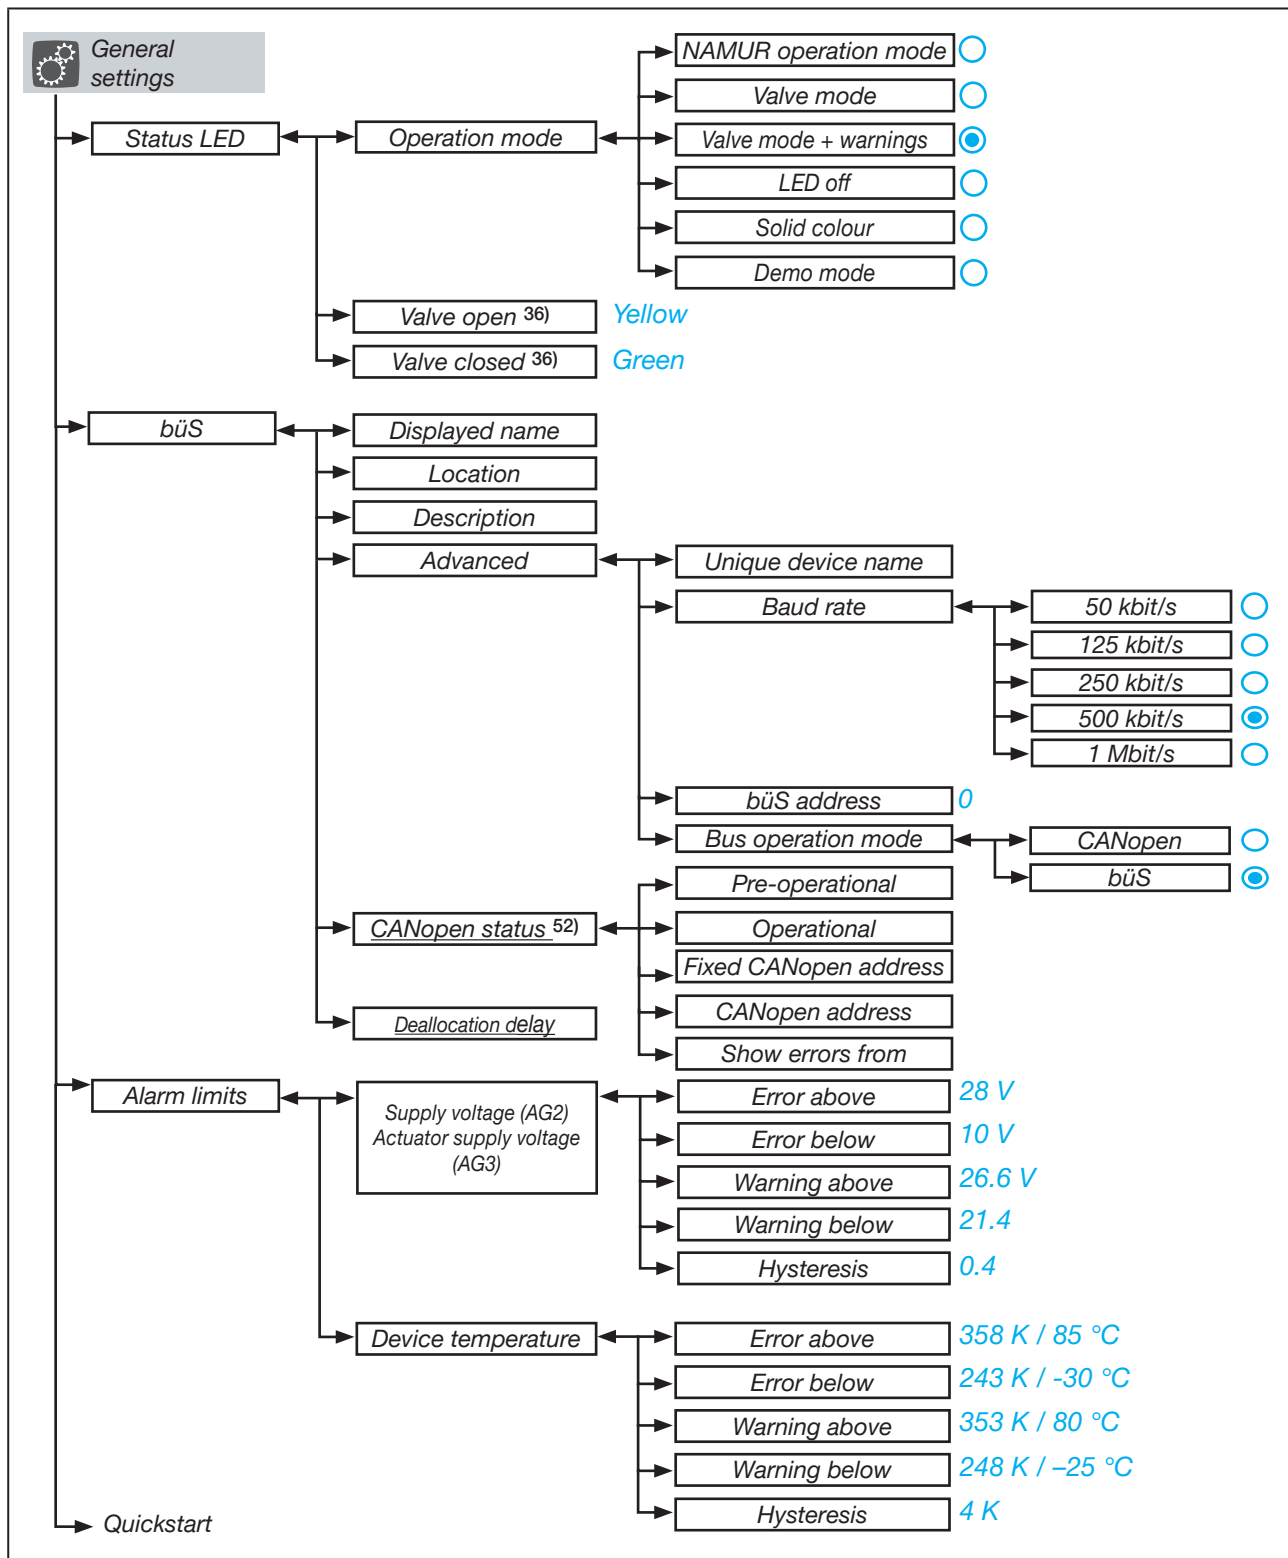 General
settings
NAMUR operation mode
Valve mode
Status LED
Operation mode
Valve mode + warnings
LED off
Solid colour
Demo mode
Valve open 36)
Yellow
Valve closed 36)
Green
büS
Displayed name
Location
Description
Advanced
Unique device name
Baud rate
50 kbit/s
125 kbit/s
250 kbit/s
500 kbit/s
1 Mbit/s
büS address
0
Bus operation mode
CANopen
büS
Pre-operational
CANopen status 52)
Operational
Fixed CANopen address
CANopen address
Deallocation delay
Show errors from
Alarm limits
Supply voltage (AG2)
Actuator supply voltage
(AG3)
Error above
28 V
Error below
10 V
Warning above
26.6 V
Warning below
21.4
Hysteresis
0.4
Device temperature
Error above
358 K / 85 °C
Error below
243 K / -30 °C
Warning above
353 K / 80 °C
Warning below
248 K / –25 °C
Hysteresis
4 K
Quickstart